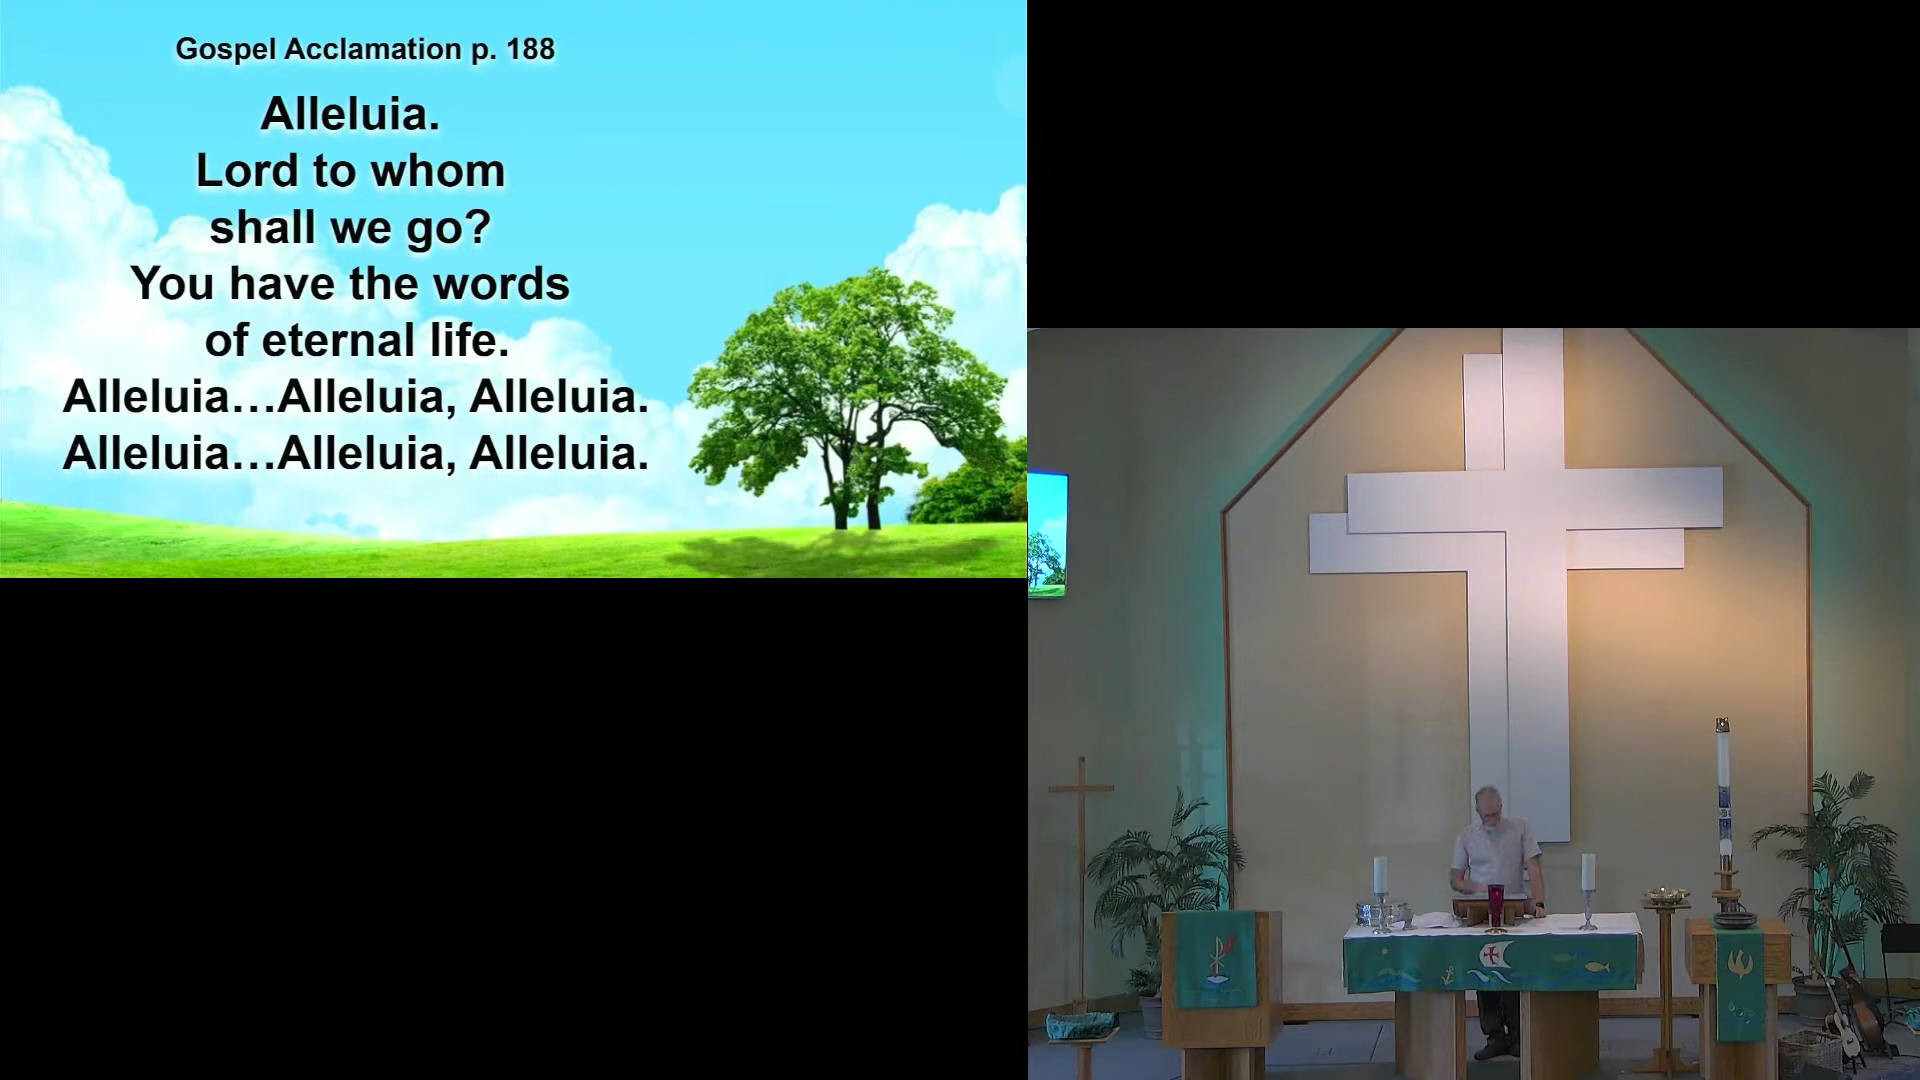 Gospel Acclamation p. 188
Alleluia.
Lord to whom
shall we go?
You have the words
of eternal life.
Alleluia…Alleluia, Alleluia.
Alleluia…Alleluia, Alleluia.